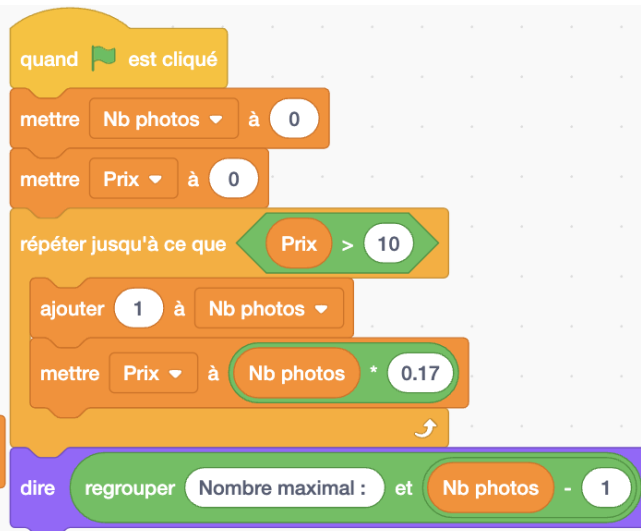 quand est cliqué
mettre Nb photos à 0
mettre Prix à 0
répéter jusqu'à ce que Prix > 10
ajouter 1 à Nb photos
mettre Prix à Nb photos * 0.17
dire regrouper Nombre maximal : et Nb photos - 1